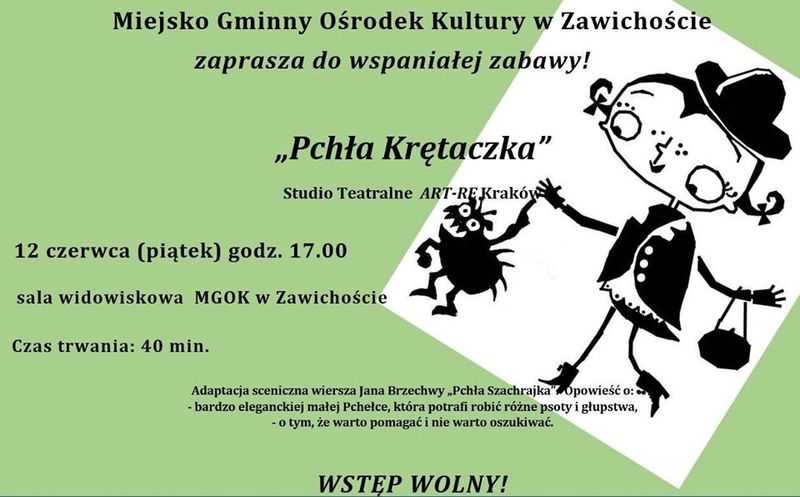 Miejsko Gminny Ośrodek Kultury w Zawichoście
zaprasza do wspaniałej zabawy!
„Pchła Krętaczka”
Studio Teatralne ART-RE Kraków
12 czerwca (piątek) godz. 17.00
sala widowiskowa MGOK w Zawichoście
Czas trwania: 40 min.
Adaptacja sceniczna wiersza Jana Brzechwy „Pchła Szachrajka”. Opowieść o:
- bardzo eleganckiej małej Pchełce, która potrafi robić różne psoty i głupstwa,
- o tym, że warto pomagać i nie warto oszukiwać.
WSTĘP WOLNY!